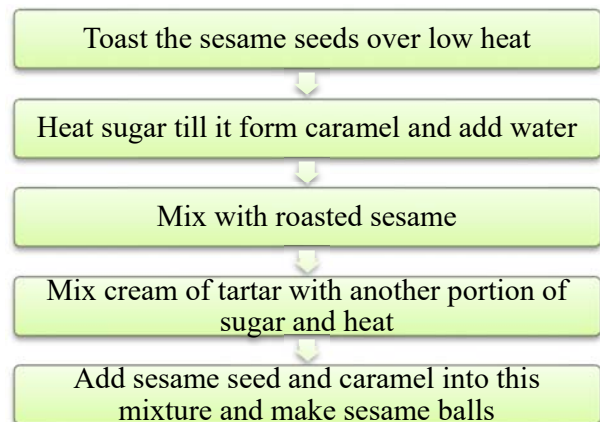 Toast the sesame seeds over low heat
Heat sugar till it form caramel and add water
Mix with roasted sesame
Mix cream of tartar with another portion of
sugar and heat
Add sesame seed and caramel into this
mixture and make sesame balls